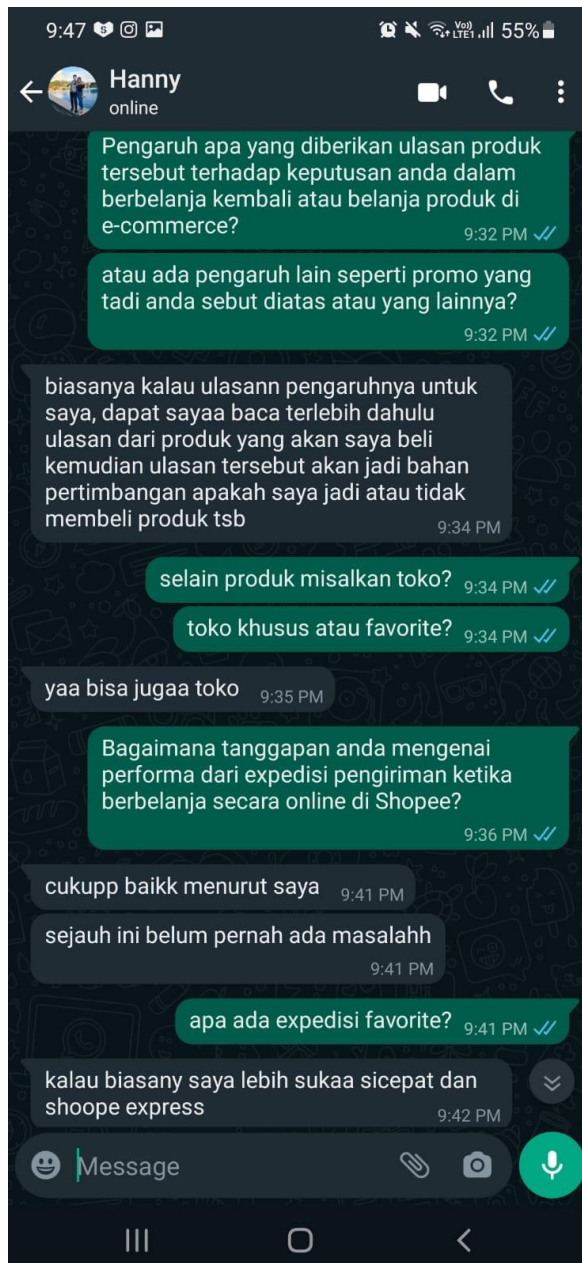 9:47
55%
Hanny
online
Pengaruh apa yang diberikan ulasan produk
tersebut terhadap keputusan anda dalam
berbelanja kembali atau belanja produk di
e-commerce?
9:32 PM
atau ada pengaruh lain seperti promo yang
tadi anda sebut diatas atau yang lainnya?
9:32 PM
biasanya kalau ulasann pengaruhnya untuk
saya, dapat sayaa baca terlebih dahulu
ulasan dari produk yang akan saya beli
kemudian ulasan tersebut akan jadi bahan
pertimbangan apakah saya jadi atau tidak
membeli produk tsb 9:34 PM
selain produk misalkan toko? 9:34 PM
toko khusus atau favorite? 9:34 PM
yaa bisa jugaa toko 9:35 PM
Bagaimana tanggapan anda mengenai
performa dari expedisi pengiriman ketika
berbelanja secara online di Shopee?
9:36 PM
cukupp baikk menurut saya 9:41 PM
sejauh ini belum pernah ada masalahh
9:41 PM
apa ada expedisi favorite? 9:41 PM
kalau biasany saya lebih sukaa sicepat dan
shoope express 9:42 PM
Message